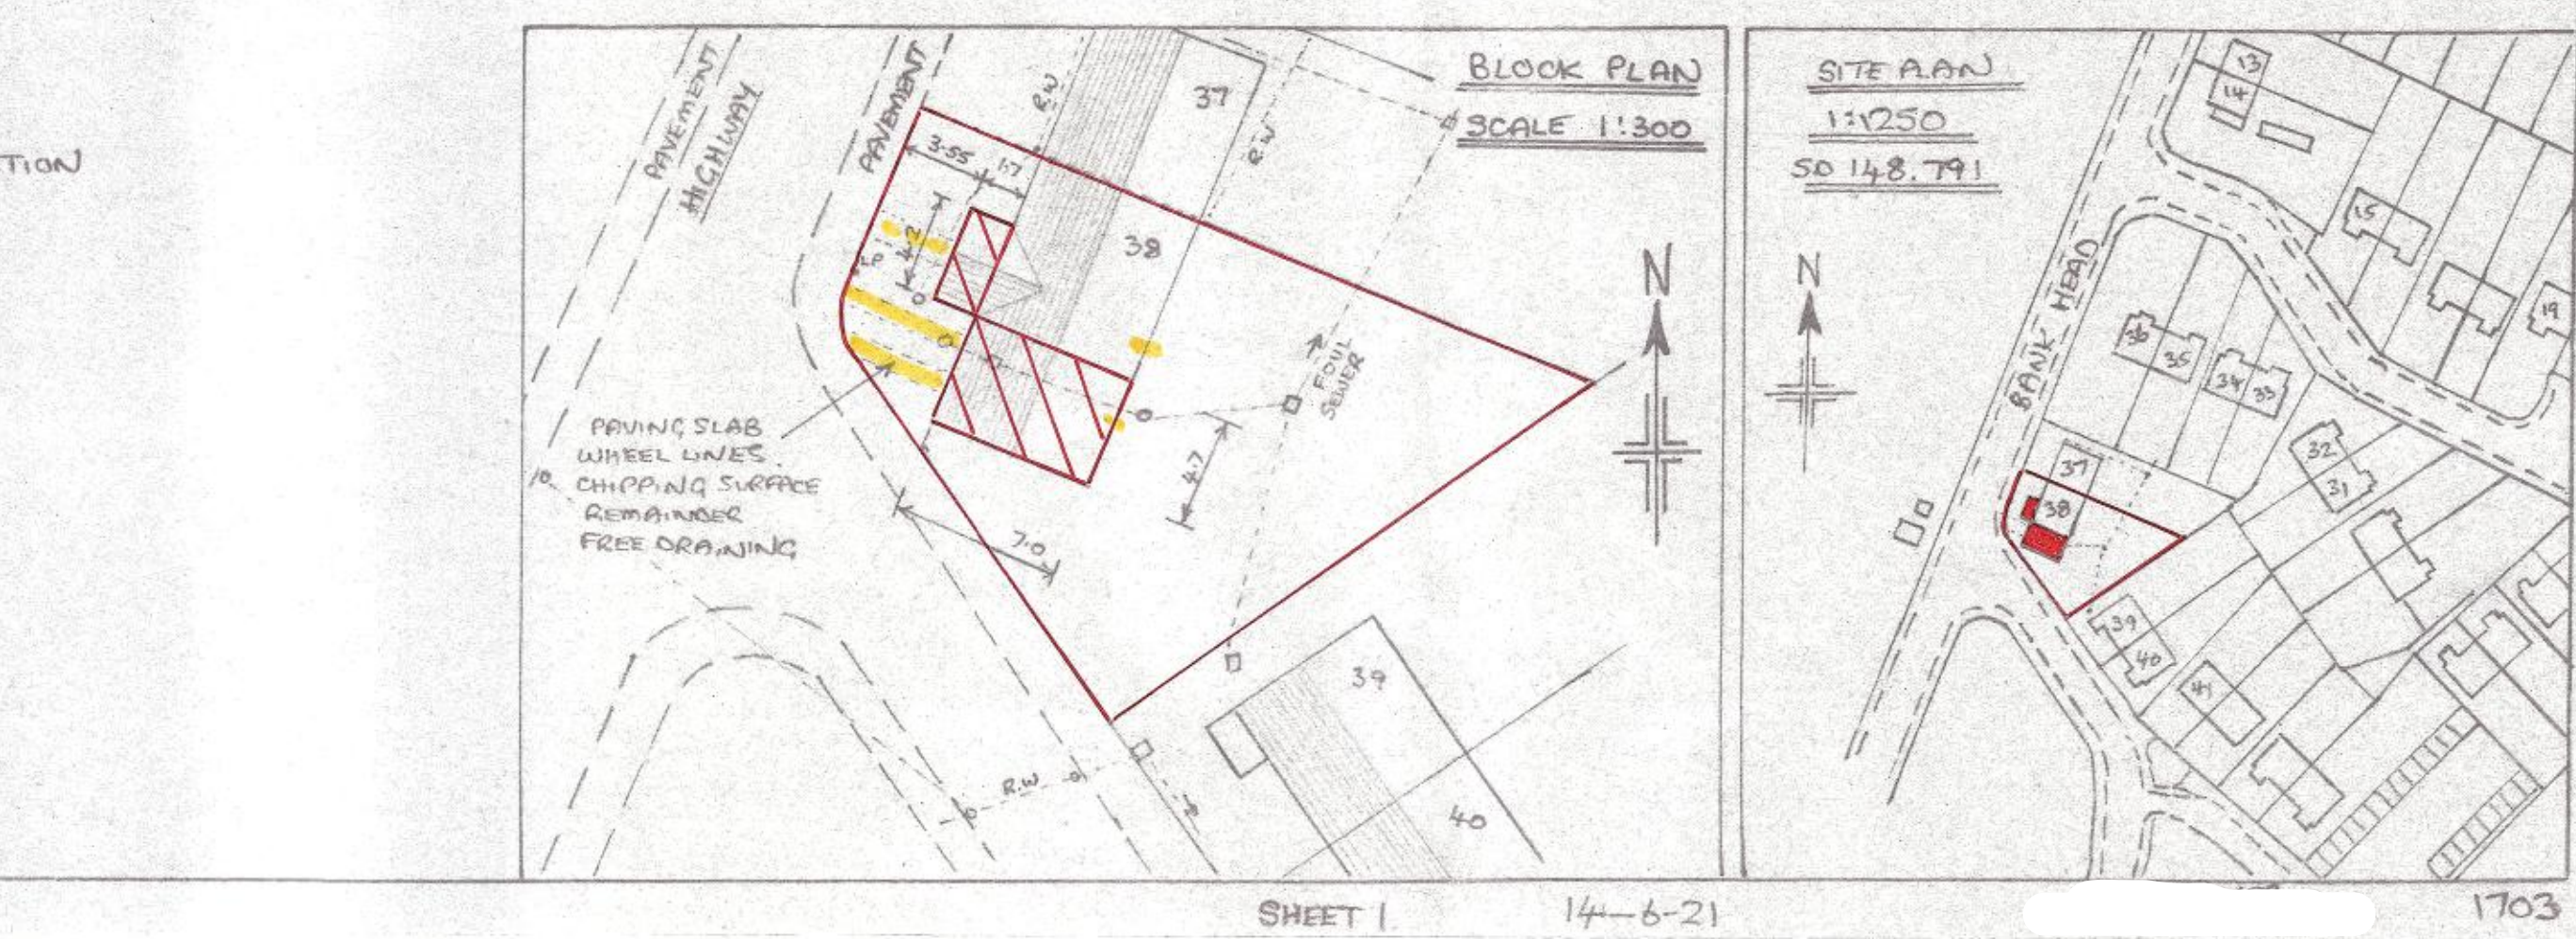 TION
PAVEMENT
HIGHWAY
PAVEMENT
R.W
37
R.W
BLOCK PLAN
SCALE 1:300
3.55
1.7
4.2
5
38
N
FOUL
SEWER
PAVING SLAB
WHEEL LINES.
CHIPPING SURFACE
REMAINDER
FREE DRAINING
4.7
7.0
39
R.W
40
SITE PLAN
1:1250
SD 148.791
N
BANK HEAD
13
14
15
19
36
35
34
33
32
31
37
38
39
40
41
SHEET 1
14-6-21
1703